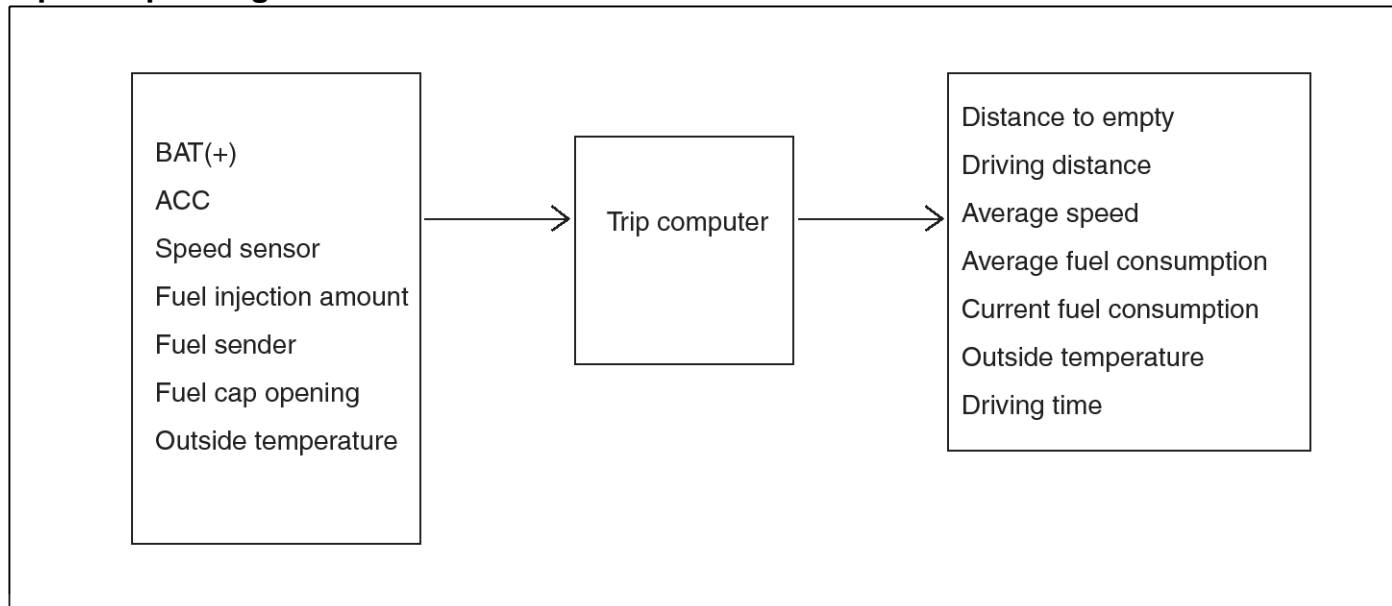 BAT(+)
ACC
Speed sensor
Fuel injection amount
Fuel sender
Fuel cap opening
Outside temperature
Trip computer
Distance to empty
Driving distance
Average speed
Average fuel consumption
Current fuel consumption
Outside temperature
Driving time